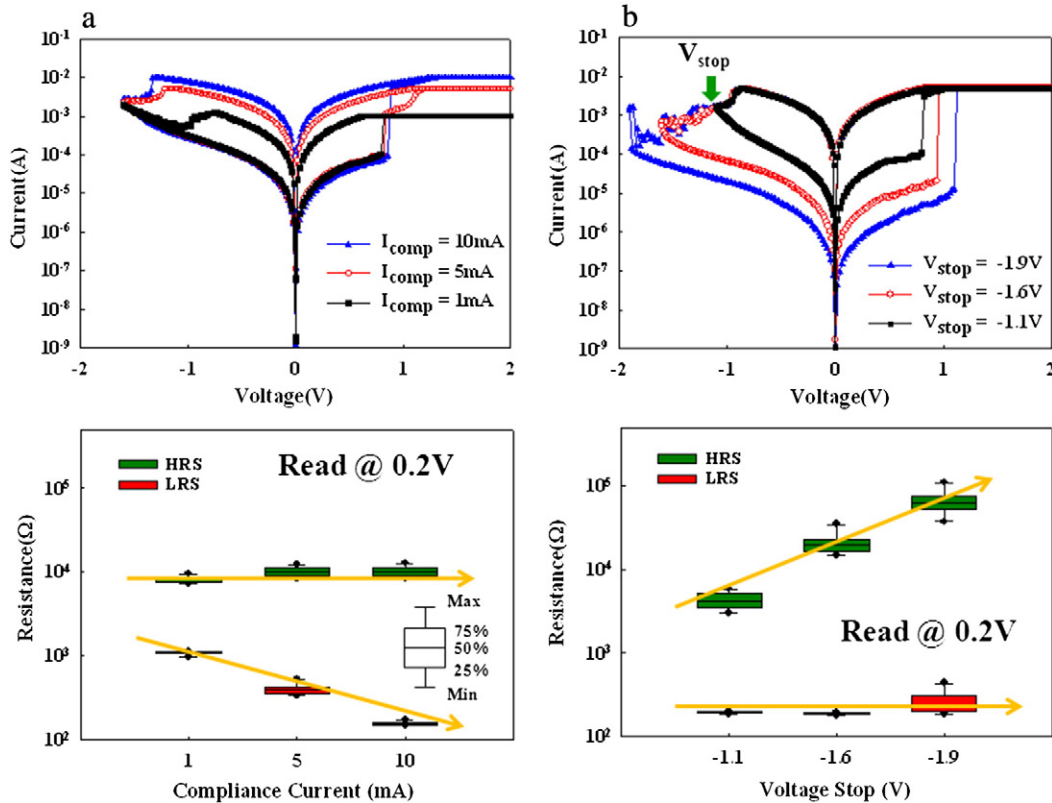 a
10-1
10-2
10-3
10-4
10-5
10-6
10-7
10-8
10-9
Current(A)
Icomp = 10mA
Icomp = 5mA
Icomp = 1mA
-2 -1 0 1 2
Voltage(V)
b
10-1
10-2
10-3
10-4
10-5
10-6
10-7
10-8
10-9
Current(A)
Vstop
Vstop = -1.9V
Vstop = -1.6V
Vstop = -1.1V
-2 -1 0 1 2
Voltage(V)
HRS
LRS
Read @ 0.2V
105
104
103
102
Resistance(Ω)
Max
75%
50%
25%
Min
1 5 10
Compliance Current (mA)
HRS
LRS
105
104
103
102
Resistance(Ω)
Read @ 0.2V
-1.1 -1.6 -1.9
Voltage Stop (V)